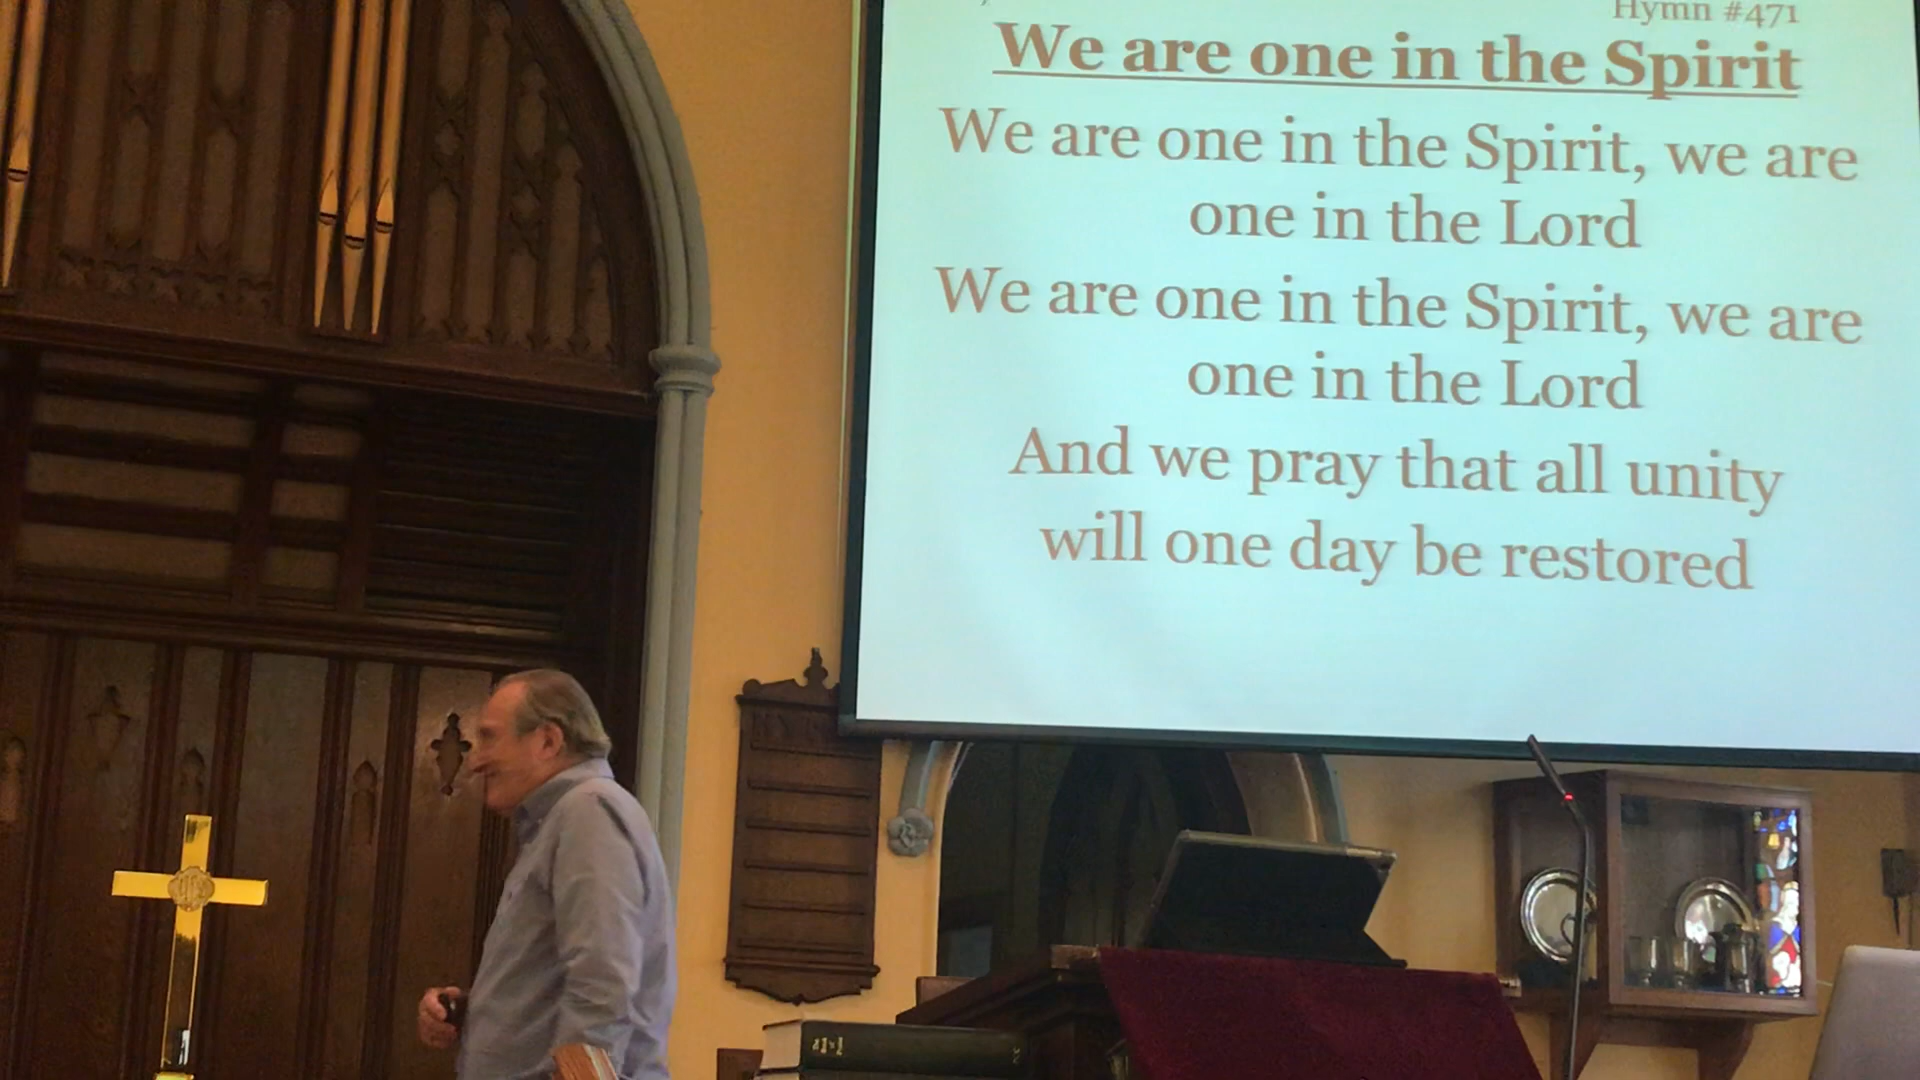 Hymn #471
We are one in the Spirit
We are one in the Spirit, we are
one in the Lord
We are one in the Spirit, we are
one in the Lord
And we pray that all unity
will one day be restored